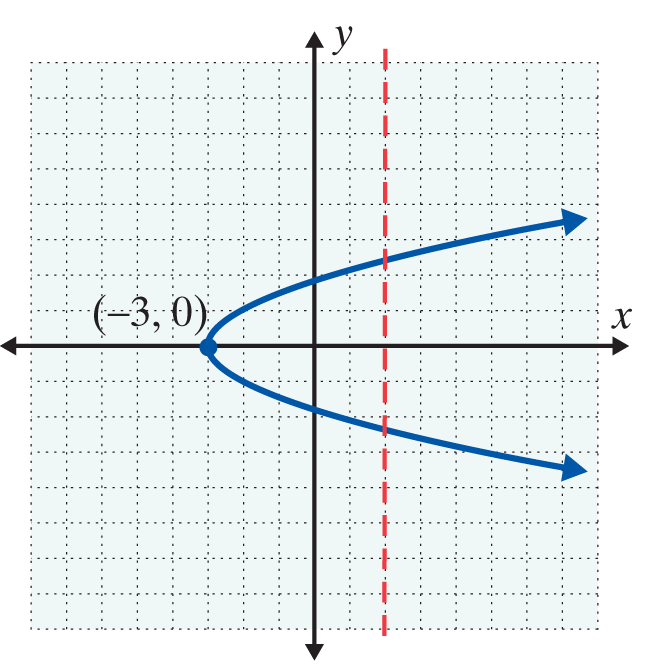 y
(–3, 0)
x